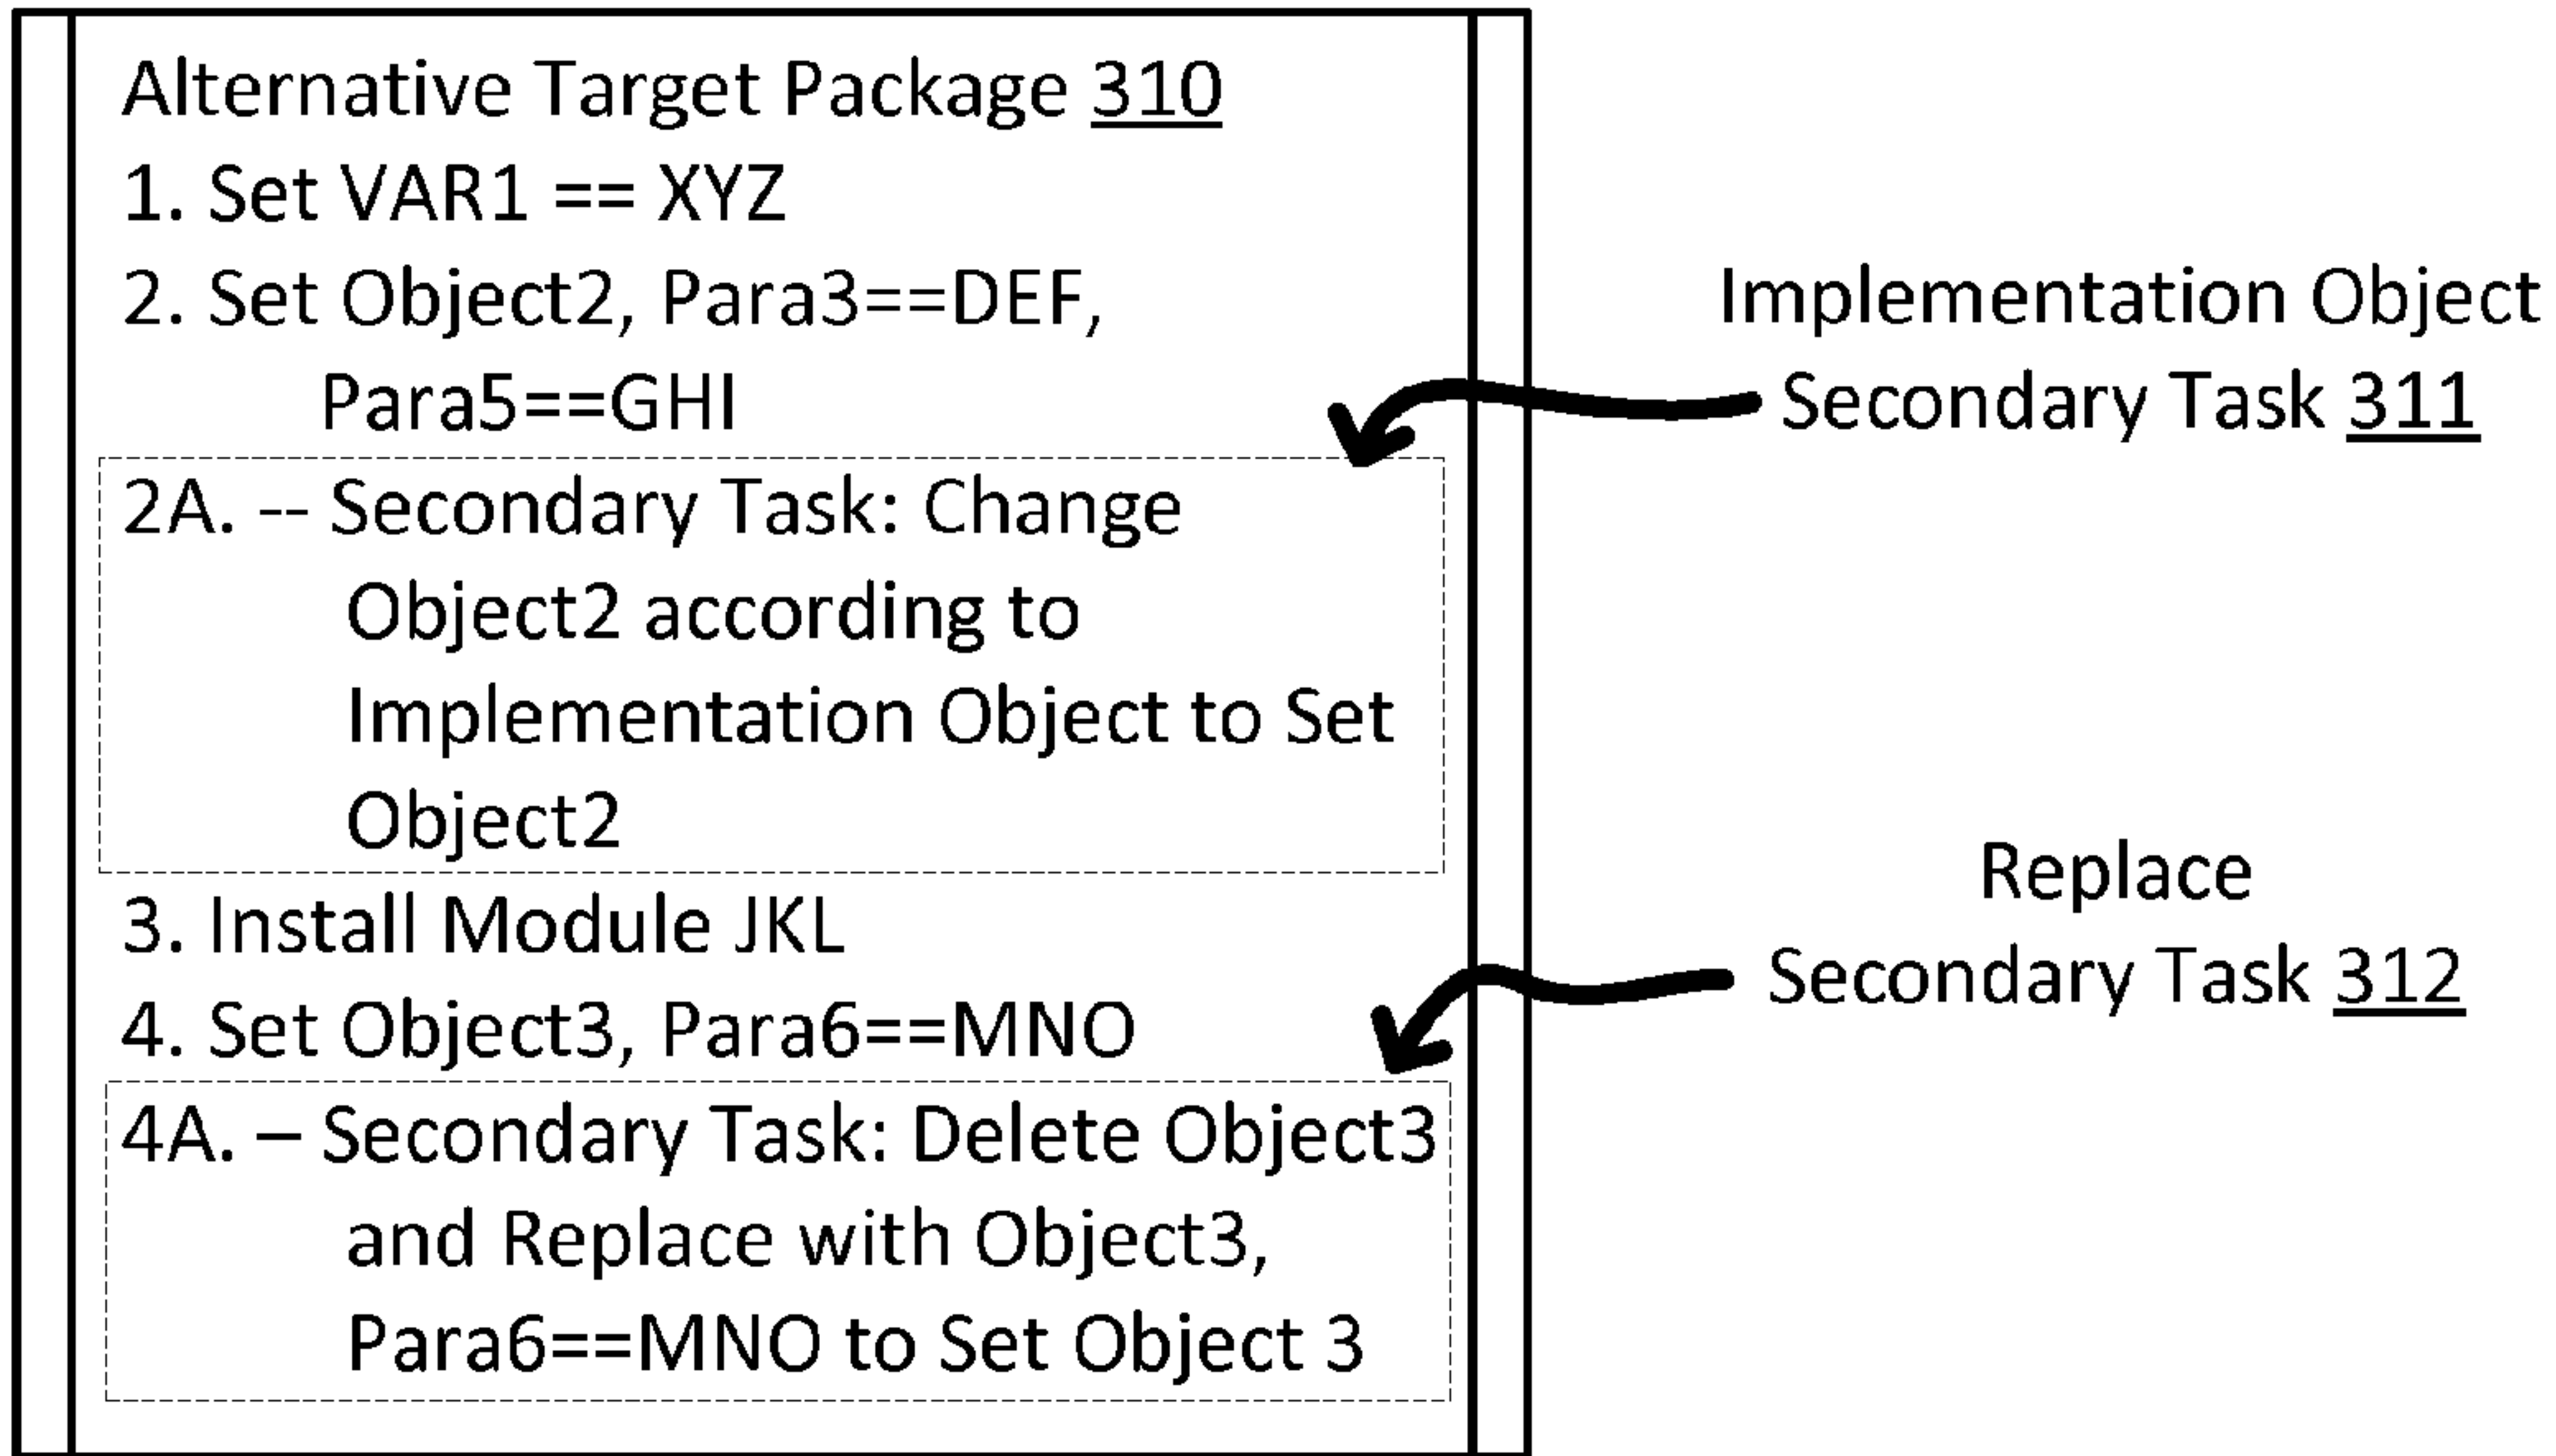 Alternative Target Package 310
1. Set VAR1 == XYZ
2. Set Object2, Para3==DEF,
Para5==GHI
2A. -- Secondary Task: Change
Object2 according to
Implementation Object to Set
Object2
3. Install Module JKL
4. Set Object3, Para6==MNO
4A. – Secondary Task: Delete Object3
and Replace with Object3,
Para6==MNO to Set Object 3
Implementation Object
Secondary Task 311
Replace
Secondary Task 312